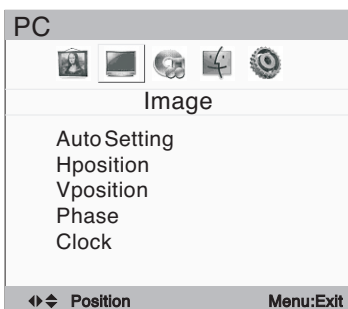 PC
Image
Auto Setting
Hposition
Vposition
Phase
Clock
Position Menu:Exit